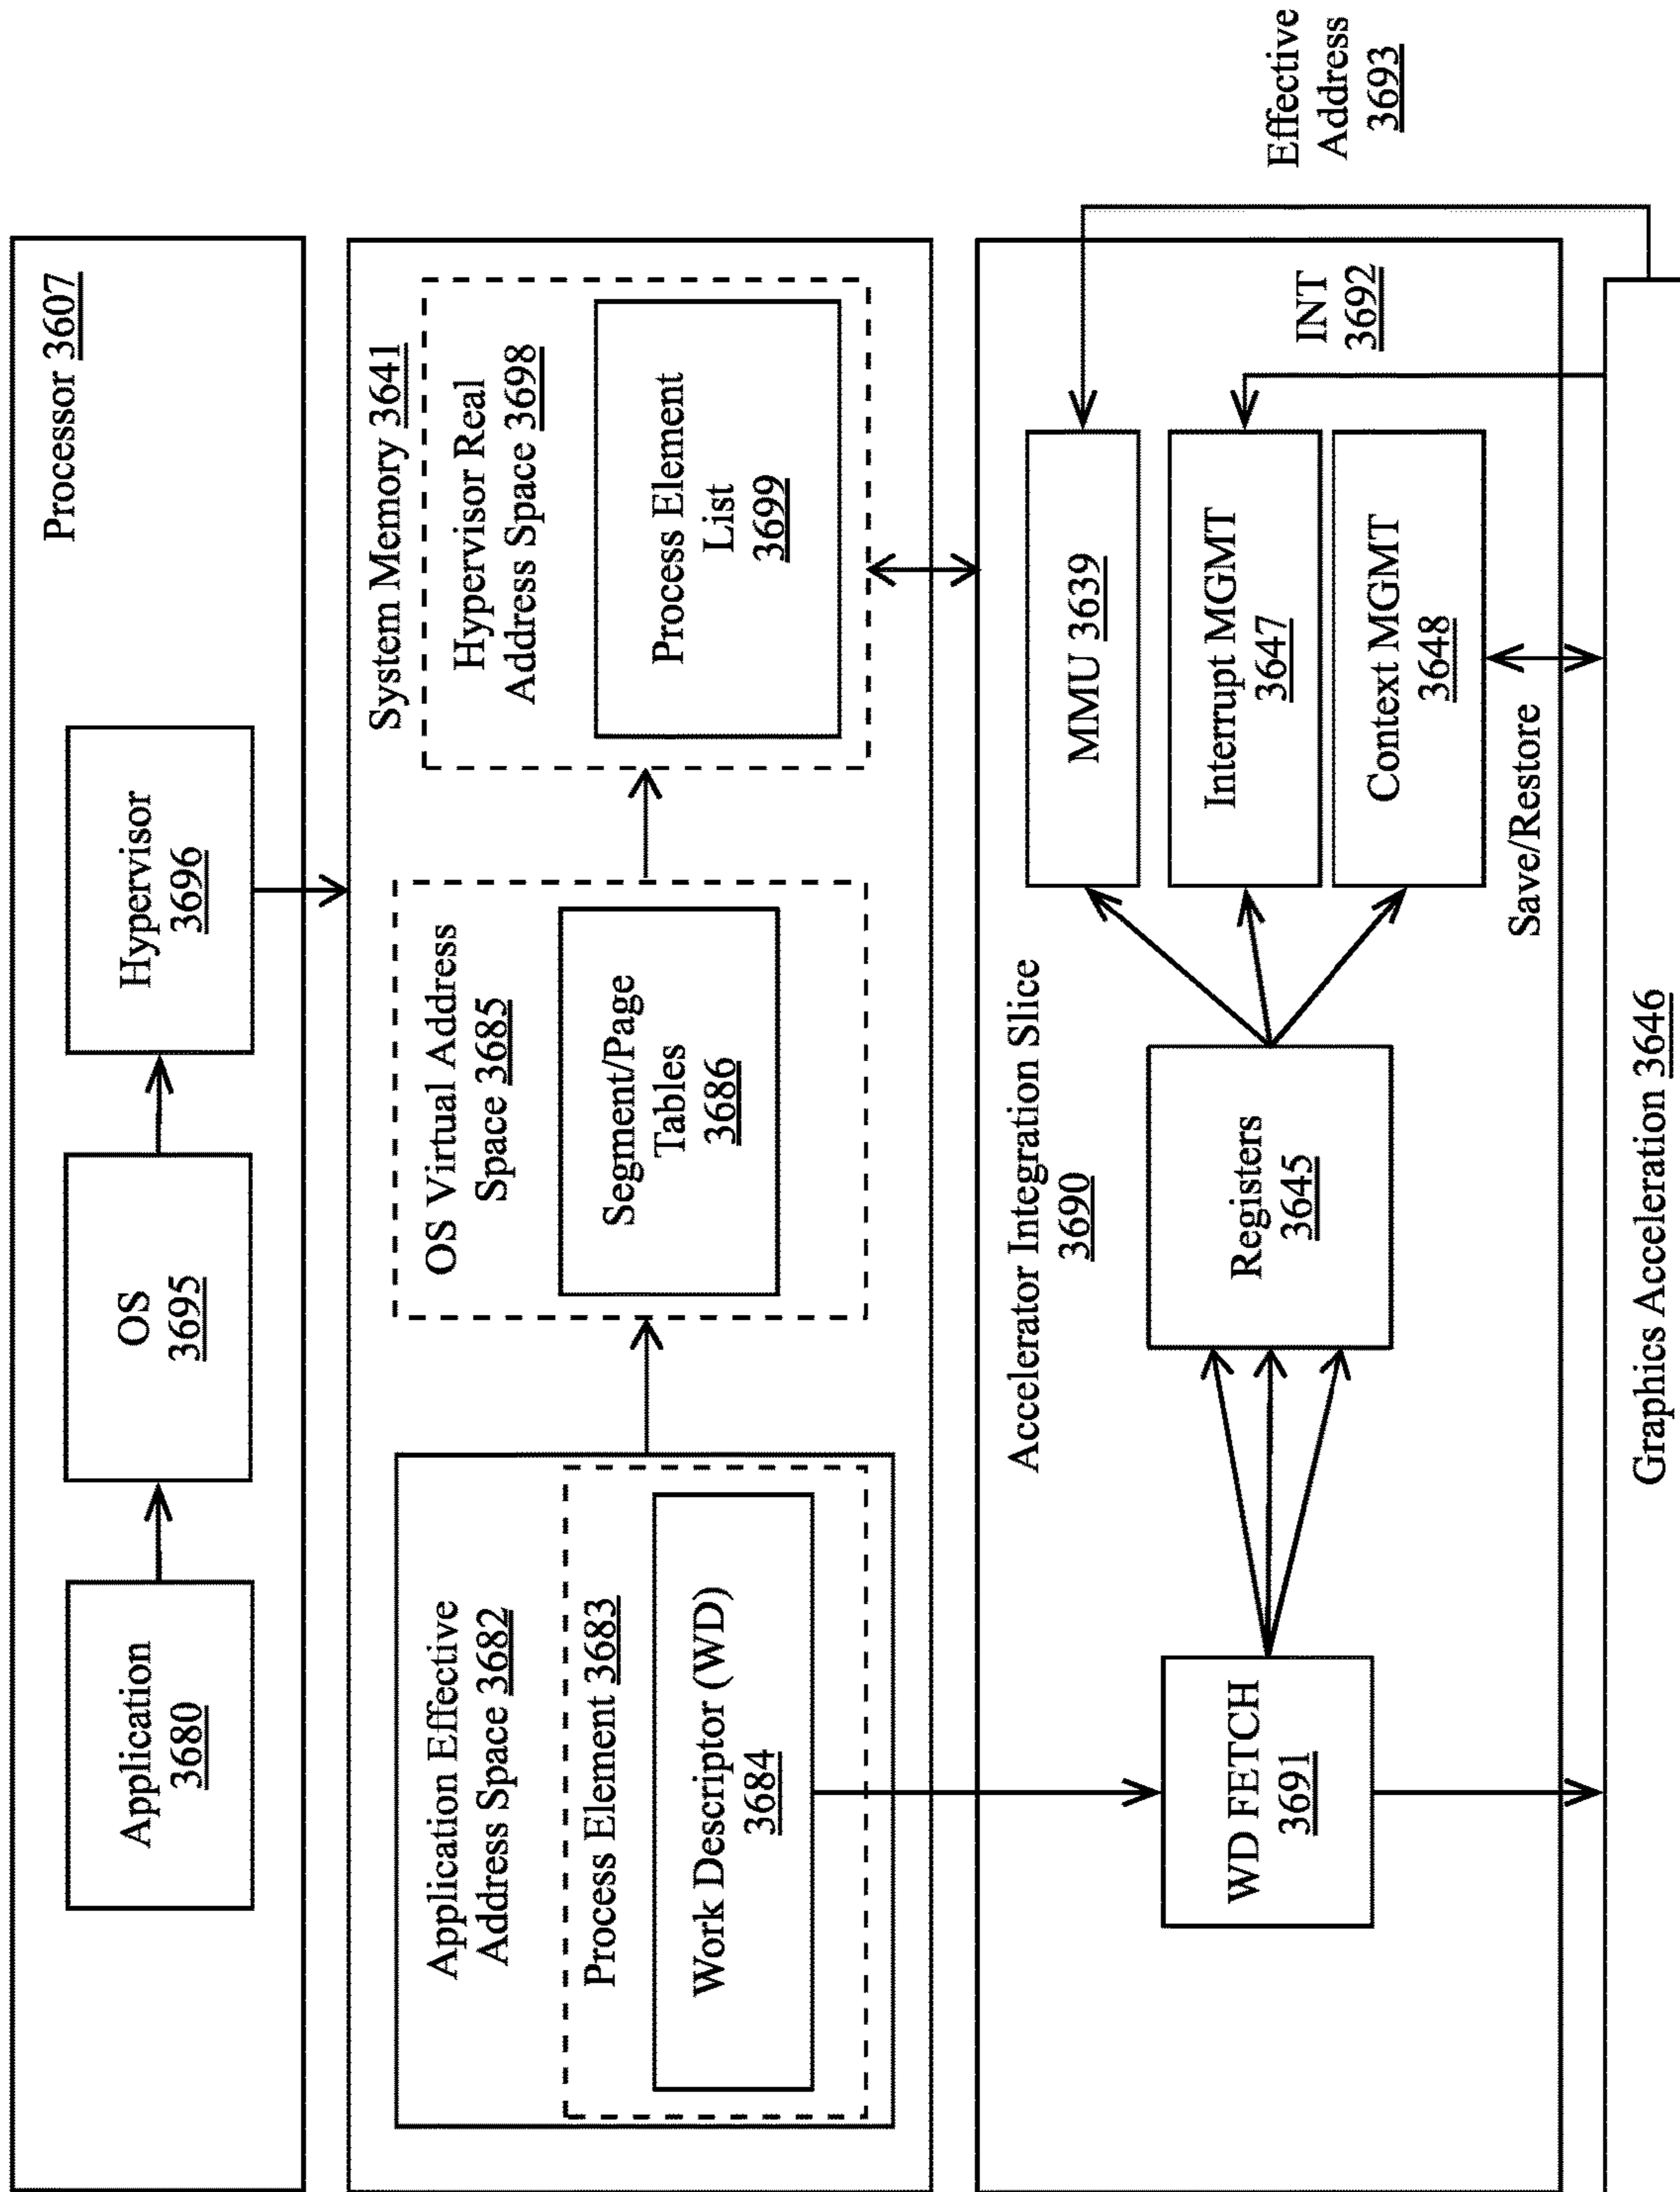 Processor 3607
Application
3680
OS
3695
Hypervisor
3696
System Memory 3641
Application Effective
Address Space 3682
Process Element 3683
Work Descriptor (WD)
3684
OS Virtual Address
Space 3685
Segment/Page
Tables
3686
Hypervisor Real
Address Space 3698
Process Element
List
3699
Accelerator Integration Slice
3690
WD FETCH
3691
Registers
3645
MMU 3639
Interrupt MGMT
3647
Context MGMT
3648
Save/Restore
INT
3692
Effective
Address
3693
Graphics Acceleration 3646